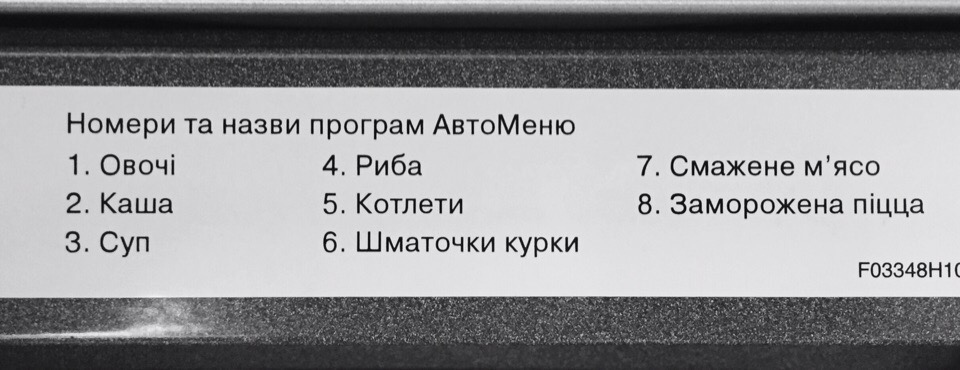 Номери та назви програм АвтоМеню
1. Овочі
2. Каша
3. Суп
4. Риба
5. Котлети
6. Шматочки курки
7. Смажене м’ясо
8. Заморожена піцца
F03348H10